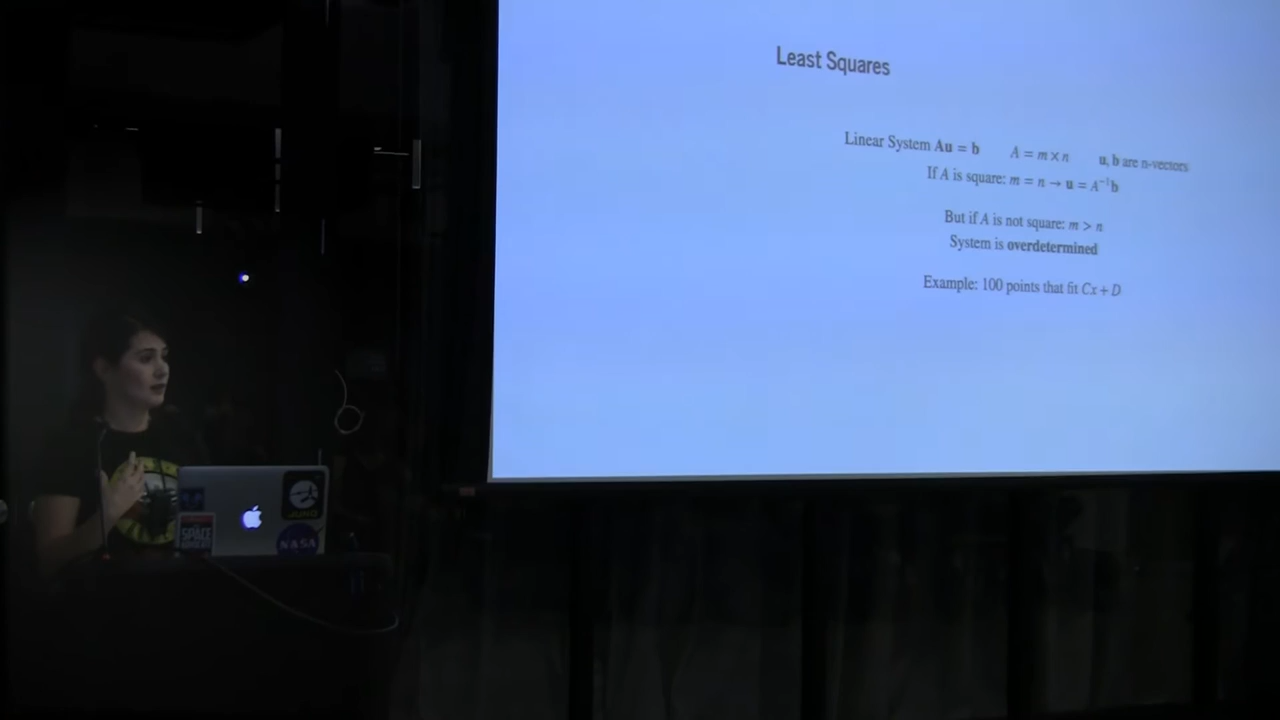 Least Squares
Linear System Au = b A = m × n u, b are n-vectors
If A is square: m = n → u = A⁻¹b
But if A is not square: m > n
System is overdetermined
Example: 100 points that fit Cx + D
JUNO
SPACE
NASA